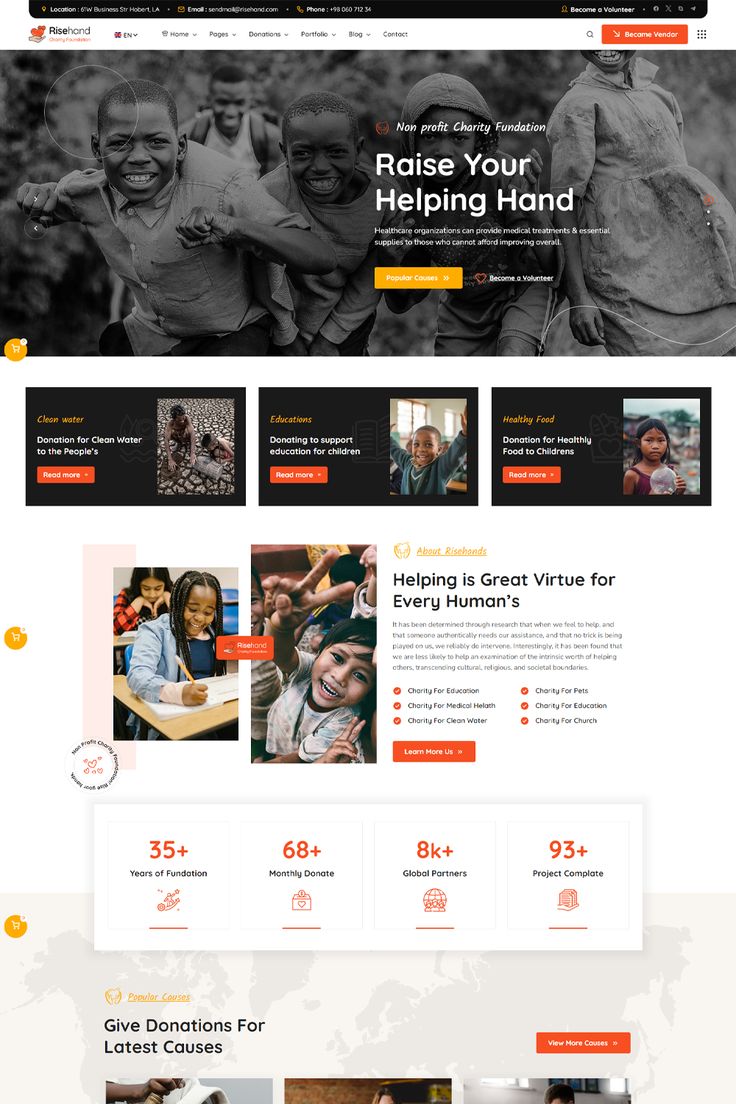 Location : 61W Business Str Hobert, LA
Email : sendmail@risehand.com
Phone : +98 060 712 34
Become a Volunteer
Risehand
Charity Foundation
EN
Home
Pages
Donations
Portfolio
Blog
Contact
Became Vendor
Non profit Charity Fundation
Raise Your
Helping Hand
Healthcare organizations can provide medical treatments & essential
supplies to those who cannot afford improving overall.
Popular Causes
Become a Volunteer
Clean water
Donation for Clean Water
to the People's
Read more
Educations
Donating to support
education for children
Read more
Healthy Food
Donation for Healthly
Food to Childrens
Read more
About Risehands
Helping is Great Virtue for
Every Human's
It has been determined through research that when we feel to help, and
that someone authentically needs our assistance, and that no trick is being
played on us, we reliably do intervene. Interestingly, it has been found that
we are less likely to help an examination of the intrinsic worth of helping
others, transcending cultural, religious, and societal boundaries.
Risehand
Charity Foundation
Charity For Education
Charity For Pets
Charity For Medical Helath
Charity For Education
Charity For Clean Water
Charity For Church
Learn More Us
Non Profit Charity Foundation! Rise your hands.
35+
Years of Fundation
68+
Monthly Donate
8k+
Global Partners
93+
Project Complate
Popular Causes
Give Donations For
Latest Causes
View More Causes